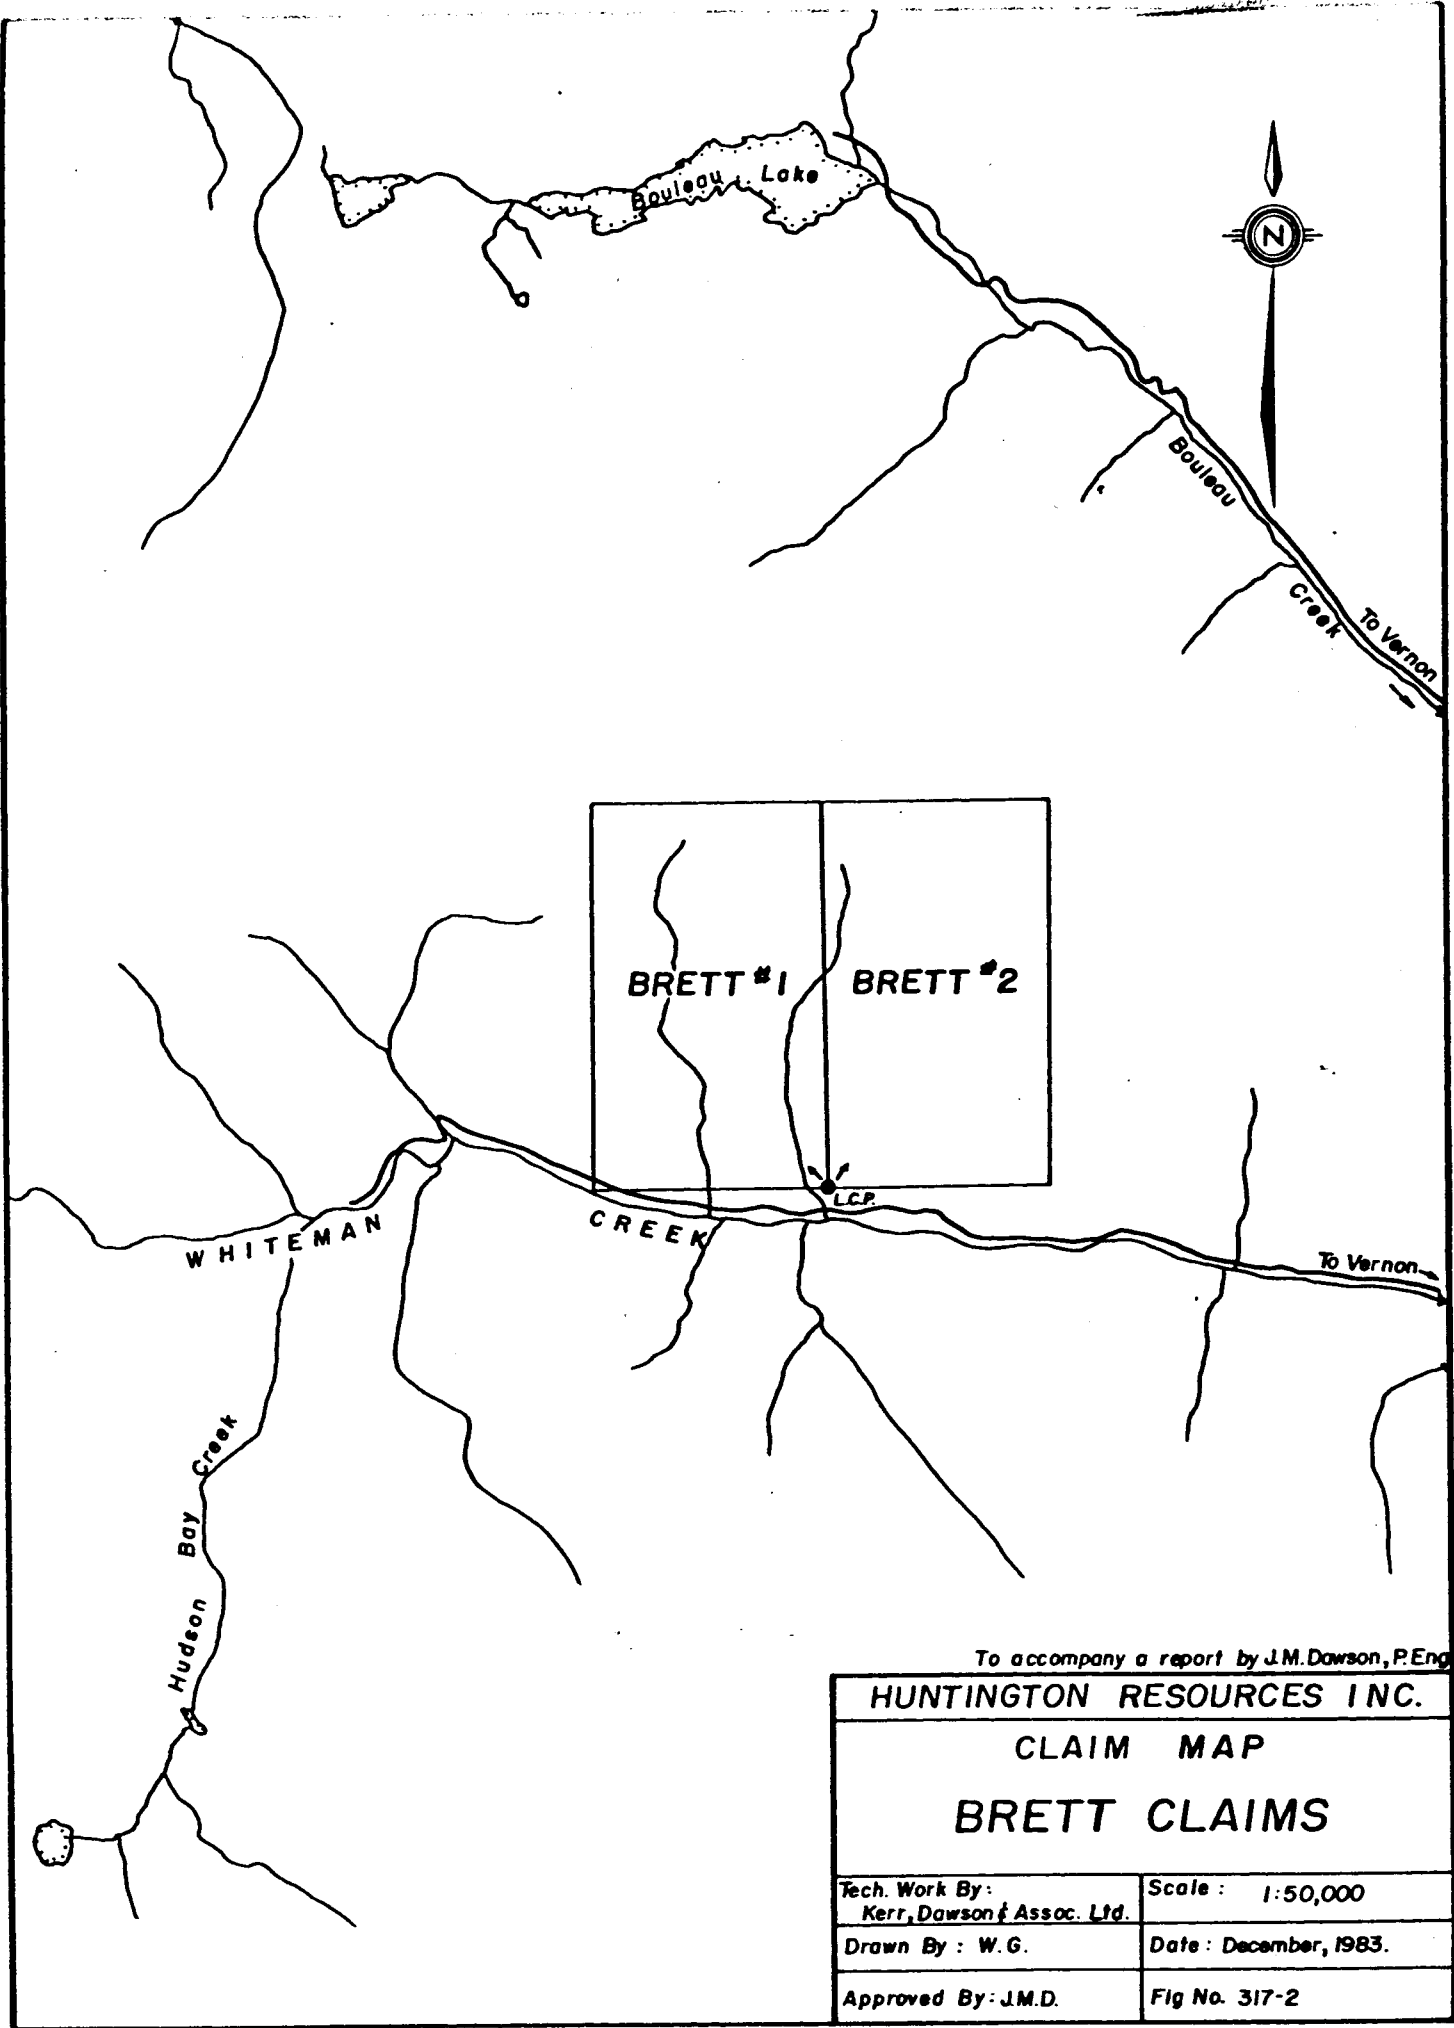 Bouleau Lake
N
Bouleau
Creek
To Vernon
BRETT #1
BRETT #2
L.C.P.
WHITEMAN
CREEK
To Vernon
Hudson Bay Creek
To accompany a report by J.M. Dawson, P.Eng
HUNTINGTON RESOURCES INC.
CLAIM MAP
BRETT CLAIMS
Tech. Work By:
Kerr, Dawson & Assoc. Ltd.
Scale: 1:50,000
Drawn By: W.G.
Date: December, 1983.
Approved By: J.M.D.
Fig No. 317-2